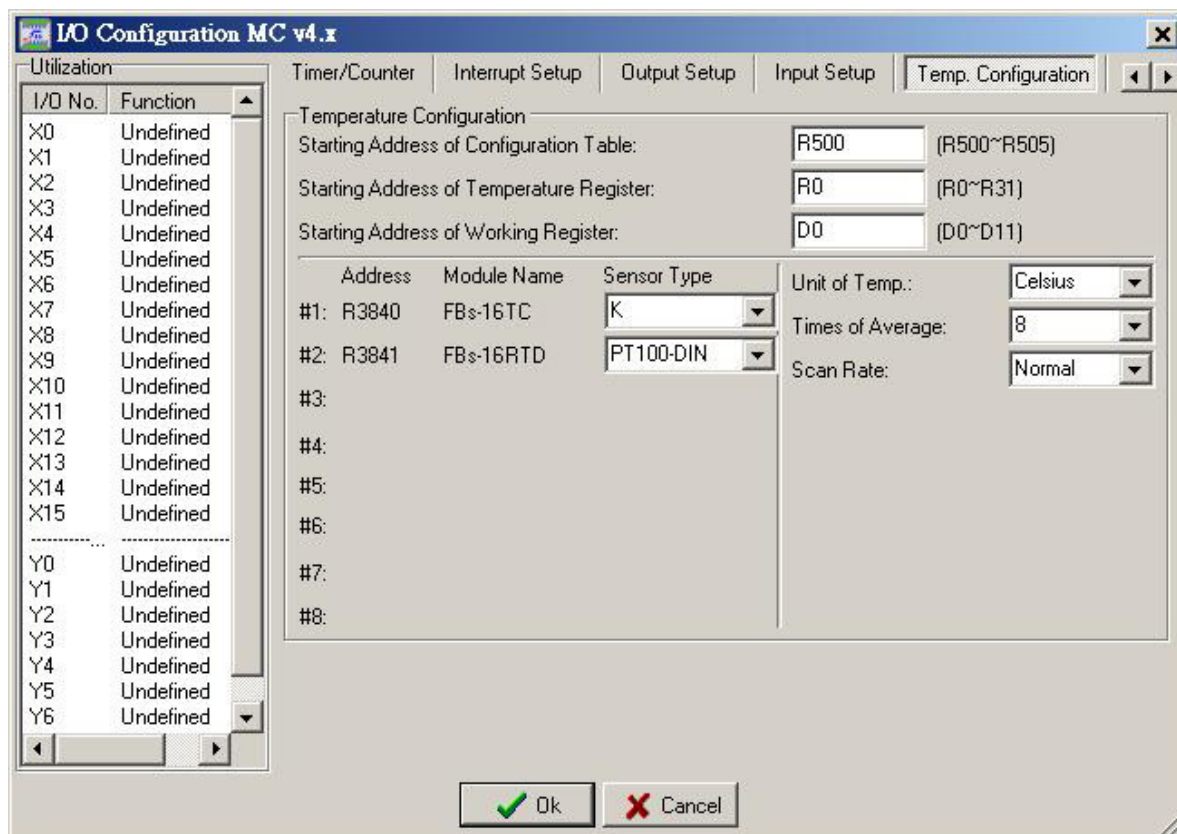 I/O Configuration MC v4.x
Utilization
I/O No. Function
X0 Undefined
X1 Undefined
X2 Undefined
X3 Undefined
X4 Undefined
X5 Undefined
X6 Undefined
X7 Undefined
X8 Undefined
X9 Undefined
X10 Undefined
X11 Undefined
X12 Undefined
X13 Undefined
X14 Undefined
X15 Undefined
-----------... -------------------
Y0 Undefined
Y1 Undefined
Y2 Undefined
Y3 Undefined
Y4 Undefined
Y5 Undefined
Y6 Undefined
Timer/Counter Interrupt Setup Output Setup Input Setup Temp. Configuration
Temperature Configuration
Starting Address of Configuration Table: R500 (R500~R505)
Starting Address of Temperature Register: R0 (R0~R31)
Starting Address of Working Register: D0 (D0~D11)
Address Module Name Sensor Type
#1: R3840 FBs-16TC K
#2: R3841 FBs-16RTD PT100-DIN
#3:
#4:
#5:
#6:
#7:
#8:
Unit of Temp.: Celsius
Times of Average: 8
Scan Rate: Normal
Ok Cancel